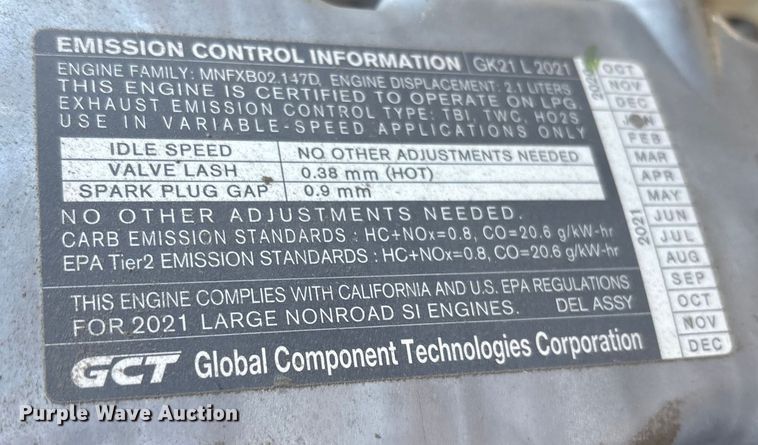 EMISSION CONTROL INFORMATION GK21 L 2021
ENGINE FAMILY: MNFXB02.147D, ENGINE DISPLACEMENT: 2.1 LITERS
THIS ENGINE IS CERTIFIED TO OPERATE ON LPG.
EXHAUST EMISSION CONTROL TYPE: TBI, TWC, HO2S
USE IN VARIABLE-SPEED APPLICATIONS ONLY
IDLE SPEED NO OTHER ADJUSTMENTS NEEDED
VALVE LASH 0.38 mm (HOT)
SPARK PLUG GAP 0.9 mm
NO OTHER ADJUSTMENTS NEEDED.
CARB EMISSION STANDARDS : HC+NOx=0.8, CO=20.6 g/kW-hr
EPA Tier2 EMISSION STANDARDS : HC+NOx=0.8, CO=20.6 g/kW-hr
THIS ENGINE COMPLIES WITH CALIFORNIA AND U.S. EPA REGULATIONS
FOR 2021 LARGE NONROAD SI ENGINES. DEL ASSY
GCT Global Component Technologies Corporation
OCT
NOV
DEC
2021
JAN
FEB
MAR
APR
MAY
JUN
JUL
AUG
SEP
OCT
NOV
DEC
Purple Wave Auction